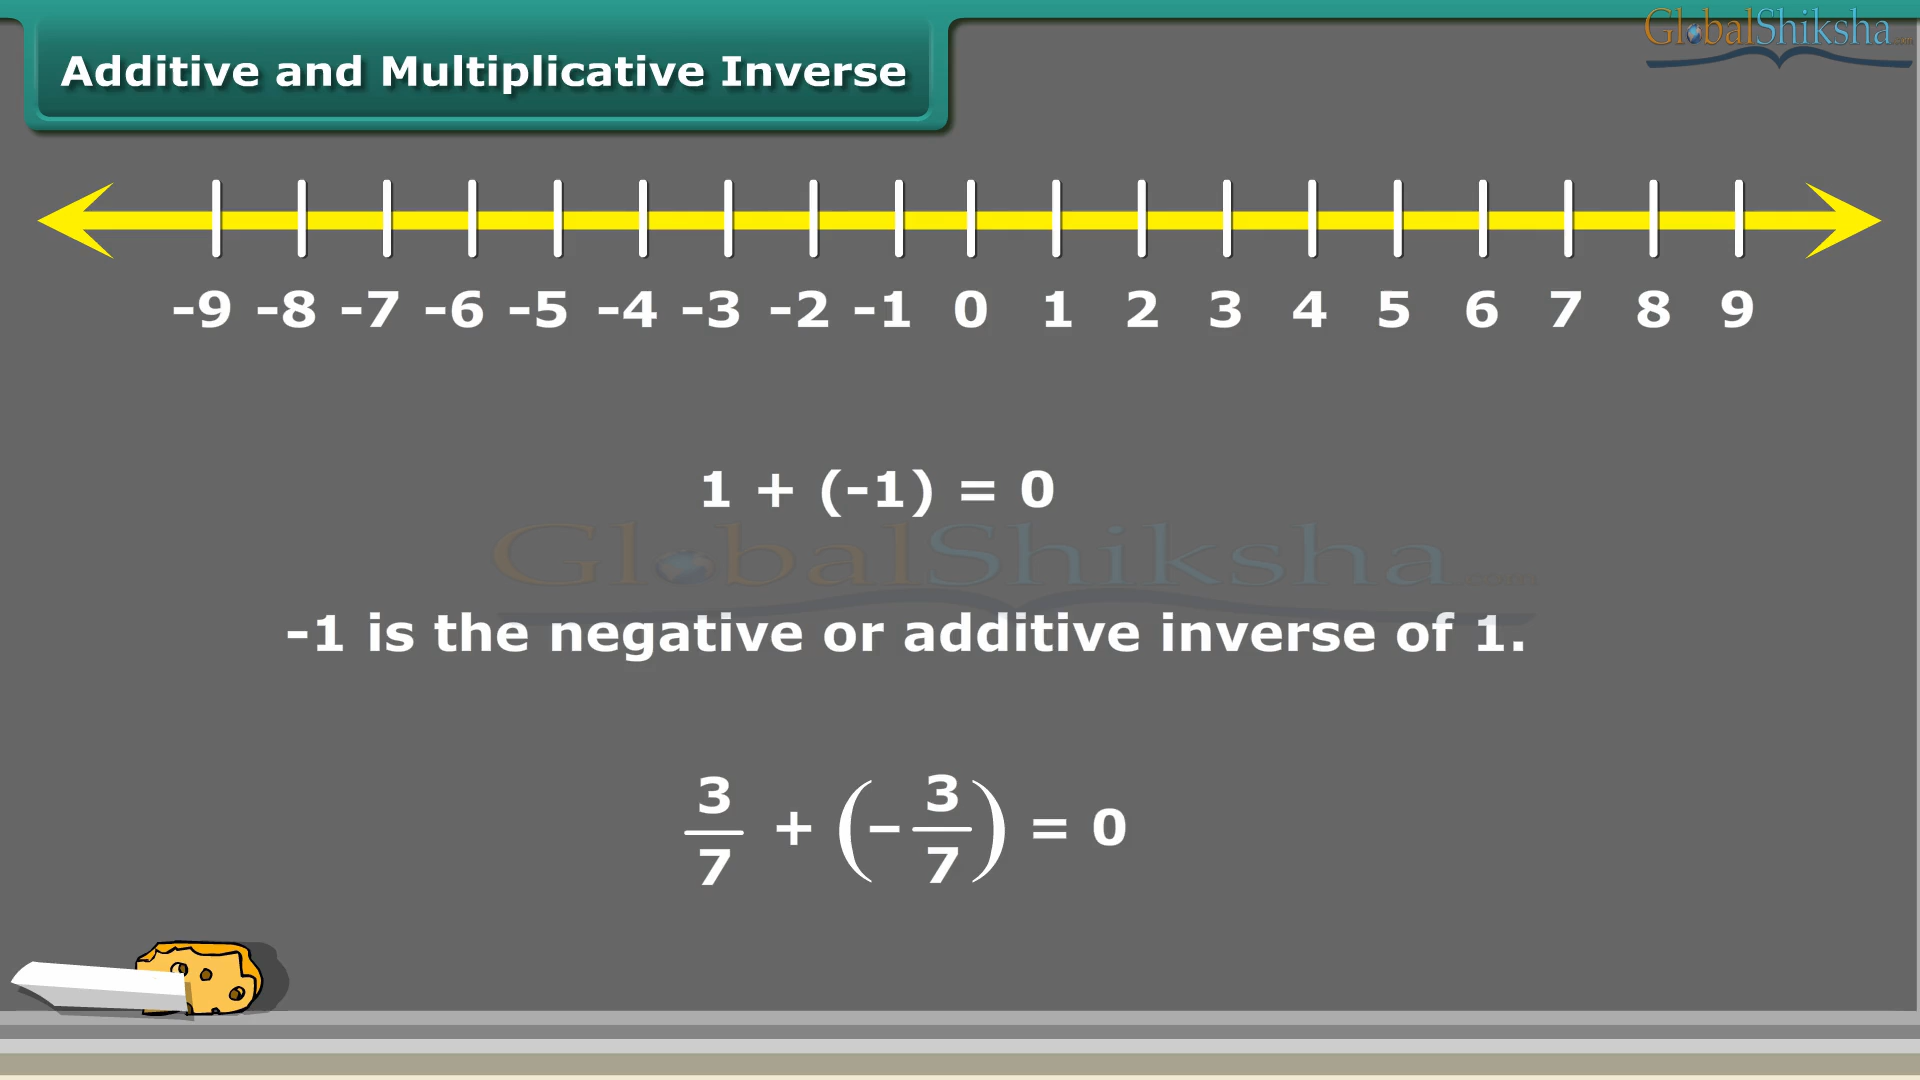 GlobalShiksha.com
Additive and Multiplicative Inverse
-9 -8 -7 -6 -5 -4 -3 -2 -1 0 1 2 3 4 5 6 7 8 9
1 + (-1) = 0
GlobalShiksha.com
-1 is the negative or additive inverse of 1.
3/7 + (-3/7) = 0